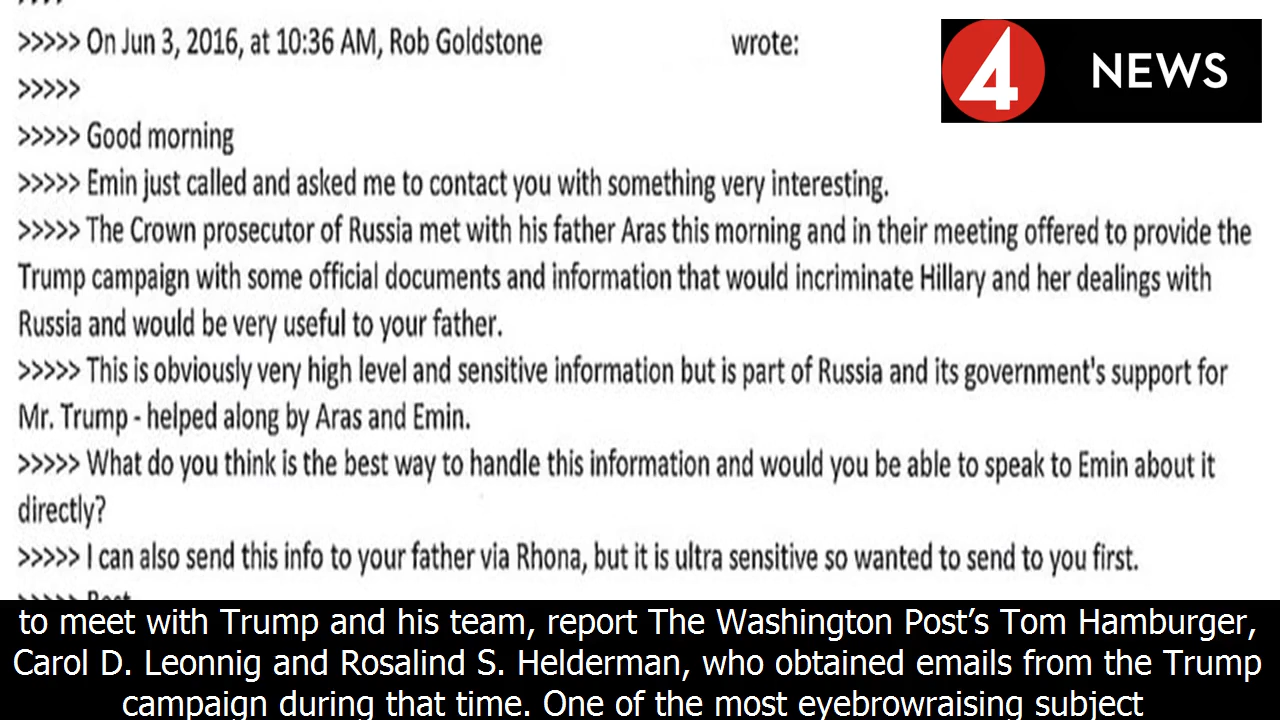 >>>>> On Jun 3, 2016, at 10:36 AM, Rob Goldstone wrote:
4 NEWS
>>>>>
>>>>> Good morning
>>>>> Emin just called and asked me to contact you with something very interesting.
>>>>> The Crown prosecutor of Russia met with his father Aras this morning and in their meeting offered to provide the
Trump campaign with some official documents and information that would incriminate Hillary and her dealings with
Russia and would be very useful to your father.
>>>>> This is obviously very high level and sensitive information but is part of Russia and its government's support for
Mr. Trump - helped along by Aras and Emin.
>>>>> What do you think is the best way to handle this information and would you be able to speak to Emin about it
directly?
>>>>> I can also send this info to your father via Rhona, but it is ultra sensitive so wanted to send to you first.
to meet with Trump and his team, report The Washington Post’s Tom Hamburger,
Carol D. Leonnig and Rosalind S. Helderman, who obtained emails from the Trump
campaign during that time. One of the most eyebrowraising subject